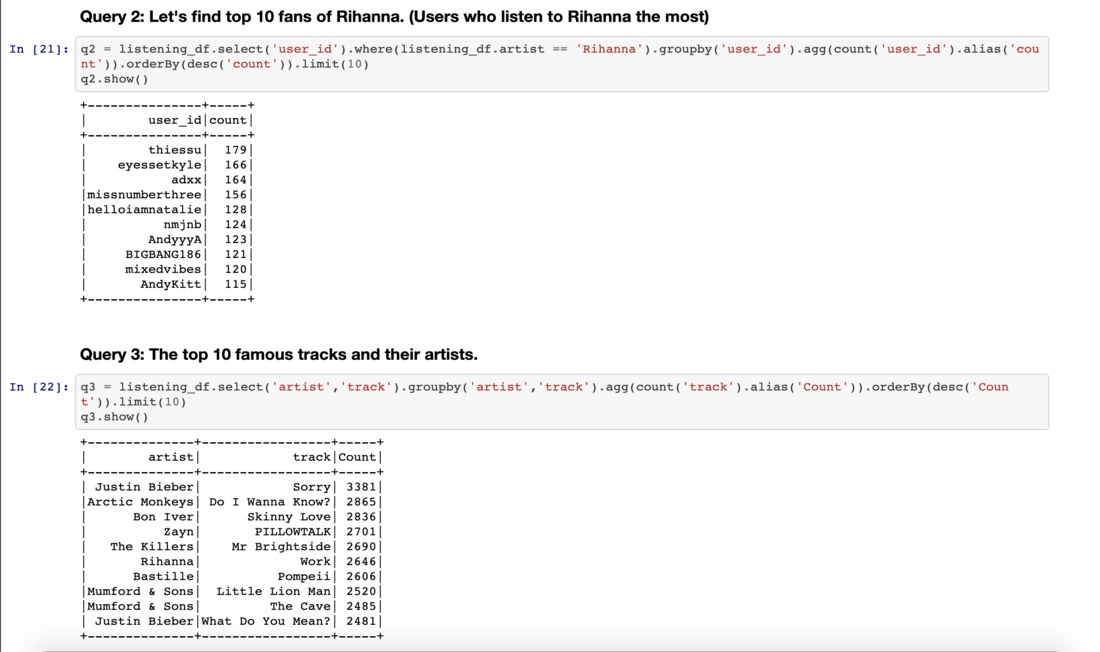 Query 2: Let's find top 10 fans of Rihanna. (Users who listen to Rihanna the most)
In [21]: q2 = listening_df.select('user_id').where(listening_df.artist == 'Rihanna').groupby('user_id').agg(count('user_id').alias('cou
nt')).orderBy(desc('count')).limit(10)
q2.show()
+---------------+-----+
|        user_id|count|
+---------------+-----+
|        thiessu|  179|
|   eyessetkyle|  166|
|           adxx|  164|
|missnumberthree|  156|
|helloiamnatalie|  128|
|          nmjnb|  124|
|        AndyyyA|  123|
|     BIGBANG186|  121|
|     mixedvibes|  120|
|       AndyKitt|  115|
+---------------+-----+
Query 3: The top 10 famous tracks and their artists.
In [22]: q3 = listening_df.select('artist','track').groupby('artist','track').agg(count('track').alias('Count')).orderBy(desc('Coun
t')).limit(10)
q3.show()
+--------------+-----------------+-----+
|        artist|            track|Count|
+--------------+-----------------+-----+
| Justin Bieber|            Sorry| 3381|
|Arctic Monkeys| Do I Wanna Know?| 2865|
|      Bon Iver|      Skinny Love| 2836|
|          Zayn|       PILLOWTALK| 2701|
|   The Killers|    Mr Brightside| 2690|
|       Rihanna|             Work| 2646|
|      Bastille|          Pompeii| 2606|
|Mumford & Sons|  Little Lion Man| 2520|
|Mumford & Sons|         The Cave| 2485|
| Justin Bieber|What Do You Mean?| 2481|
+--------------+-----------------+-----+